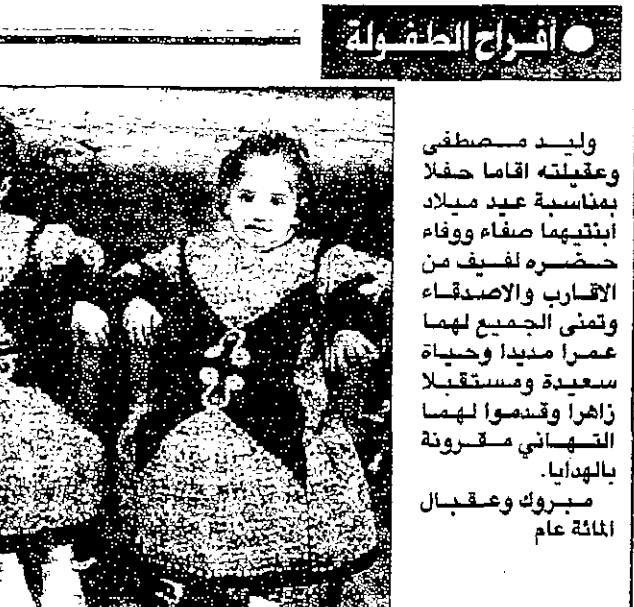 افراح الطفولة
وليد مصطفى
وعقيلته اقاما حفلا
بمناسبة عيد ميلاد
ابنتيهما صفاء ووفاء
حضره لفيف من
الاقارب والاصدقاء
وتمنى الجميع لهما
عمرا مديدا وحياة
سعيدة ومستقبلا
زاهرا وقدموا لهما
التهاني مقرونة
بالهدايا.
مبروك وعقبال
المائة عام